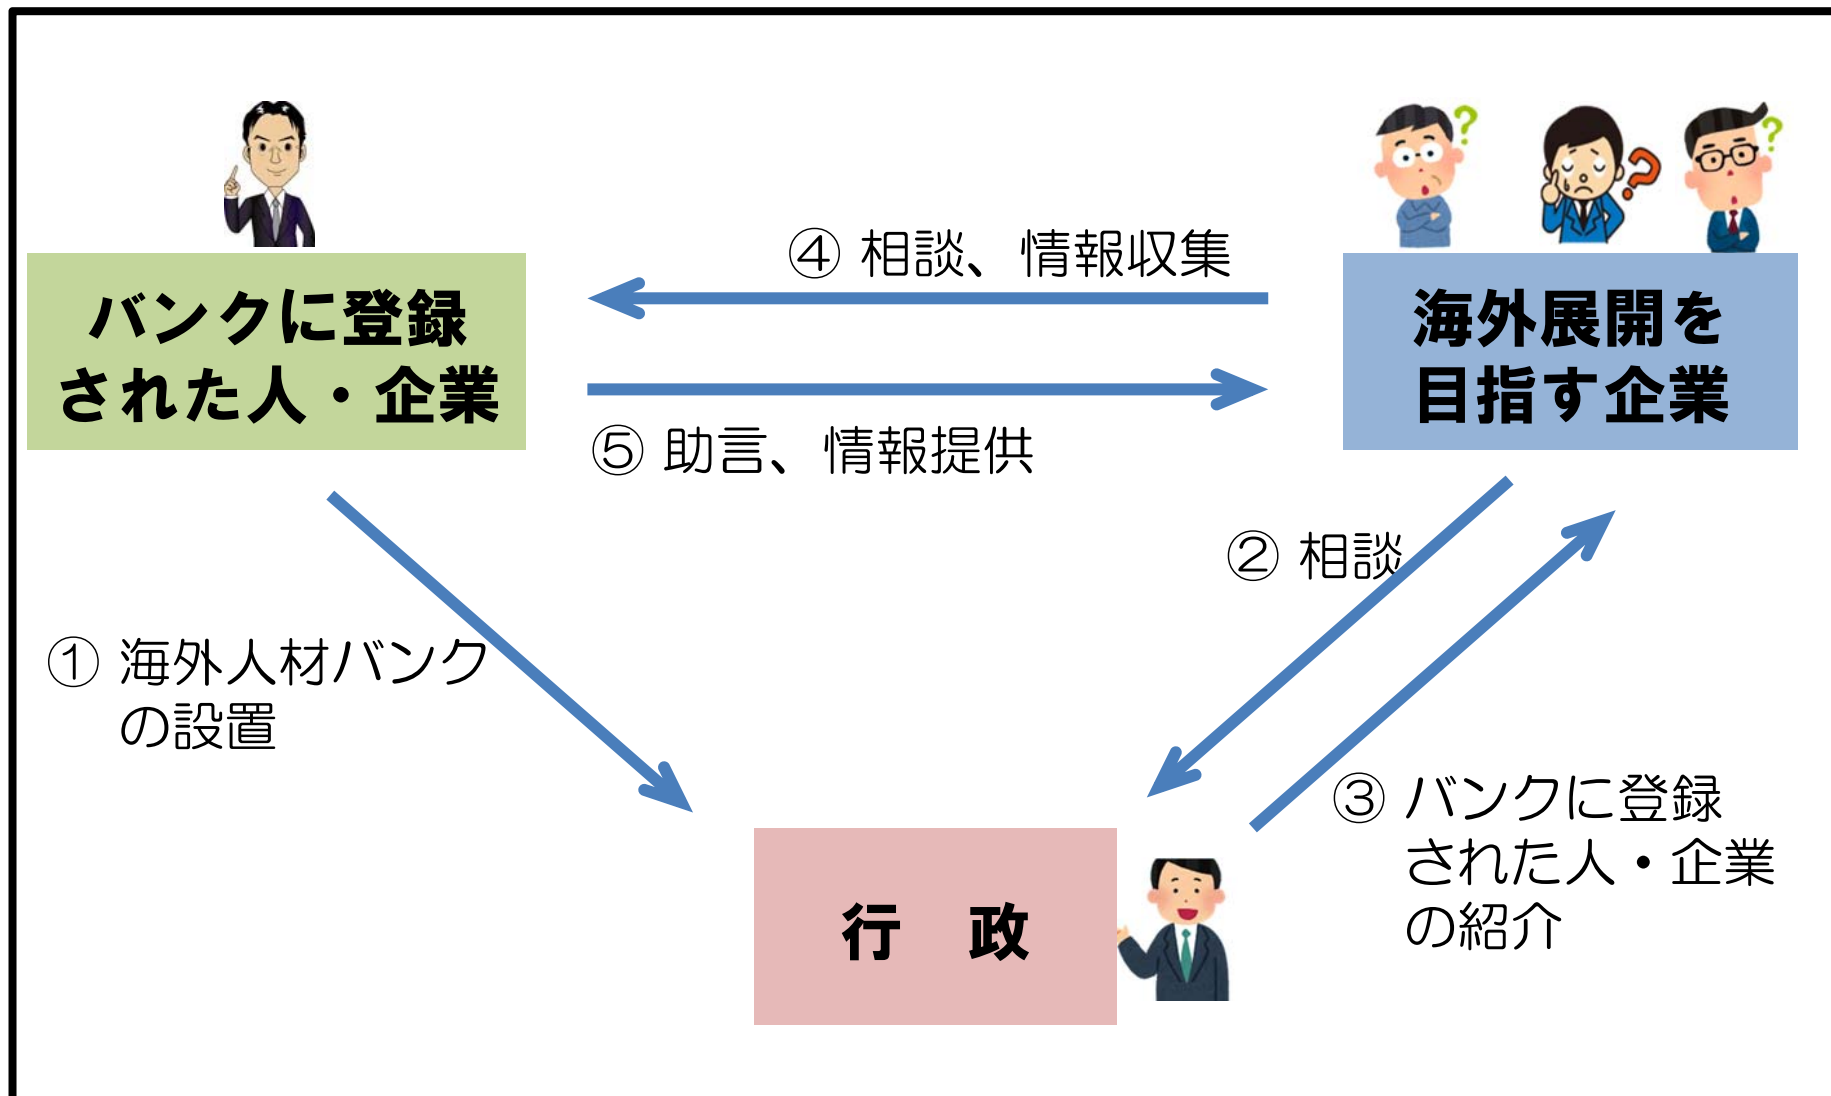 ④ 相談、情報収集
バンクに登録
された人・企業
海外展開を
目指す企業
⑤ 助言、情報提供
② 相談
① 海外人材バンク
の設置
③ バンクに登録
された人・企業
の紹介
行　政